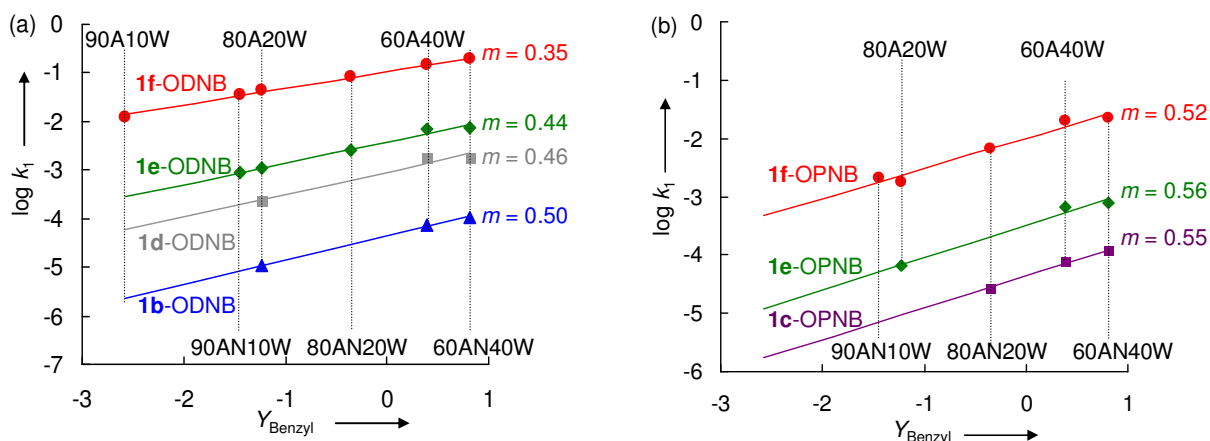 (a)
0
-1
-2
-3
-4
-5
-6
-7
log k₁
90A10W
80A20W
60A40W
1f-ODNB
m = 0.35
1e-ODNB
m = 0.44
m = 0.46
1d-ODNB
m = 0.50
1b-ODNB
90AN10W
80AN20W
60AN40W
-3 -2 -1 0 1
Y_Benzyl
(b)
0
-1
-2
-3
-4
-5
-6
log k₁
80A20W
60A40W
m = 0.52
1f-OPNB
m = 0.56
1e-OPNB
m = 0.55
1c-OPNB
90AN10W
80AN20W
60AN40W
-3 -2 -1 0 1
Y_Benzyl